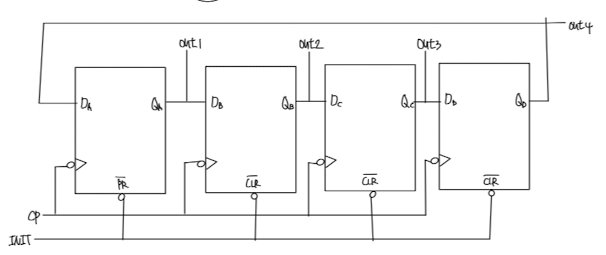 out4
out1
out2
out3
DA QA DB QB DC QC DD QD
PR CLR CLR CLR
CP
INIT